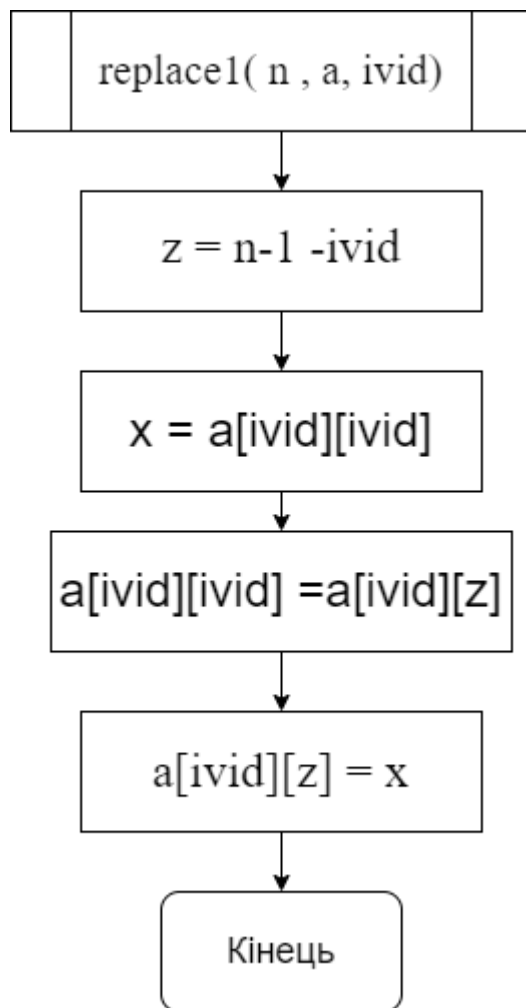 replace1( n , a, ivid)
z = n-1 -ivid
x = a[ivid][ivid]
a[ivid][ivid] =a[ivid][z]
a[ivid][z] = x
Кінець